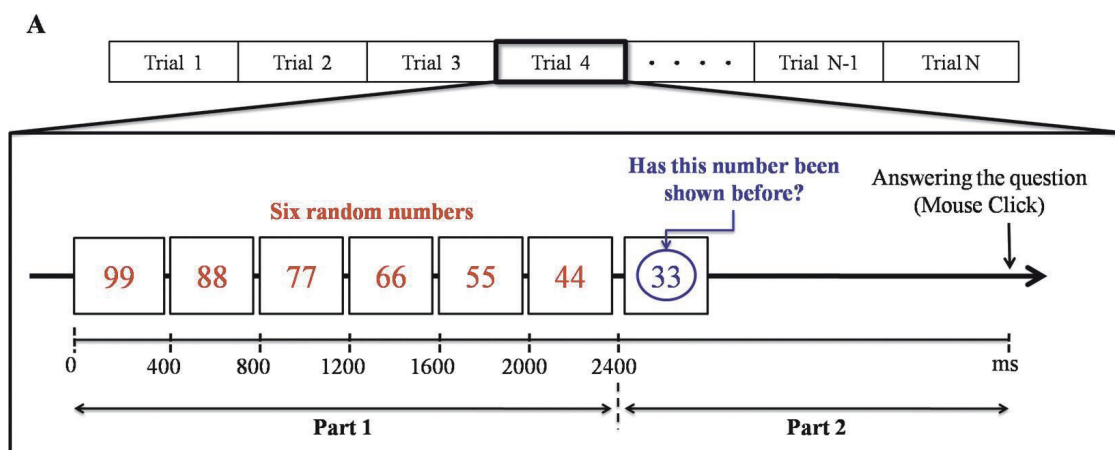 A
Trial 1 Trial 2 Trial 3 Trial 4 . . . . Trial N-1 Trial N
Has this number been
shown before?
Answering the question
(Mouse Click)
Six random numbers
99 88 77 66 55 44 33
0 400 800 1200 1600 2000 2400 ms
Part 1 Part 2